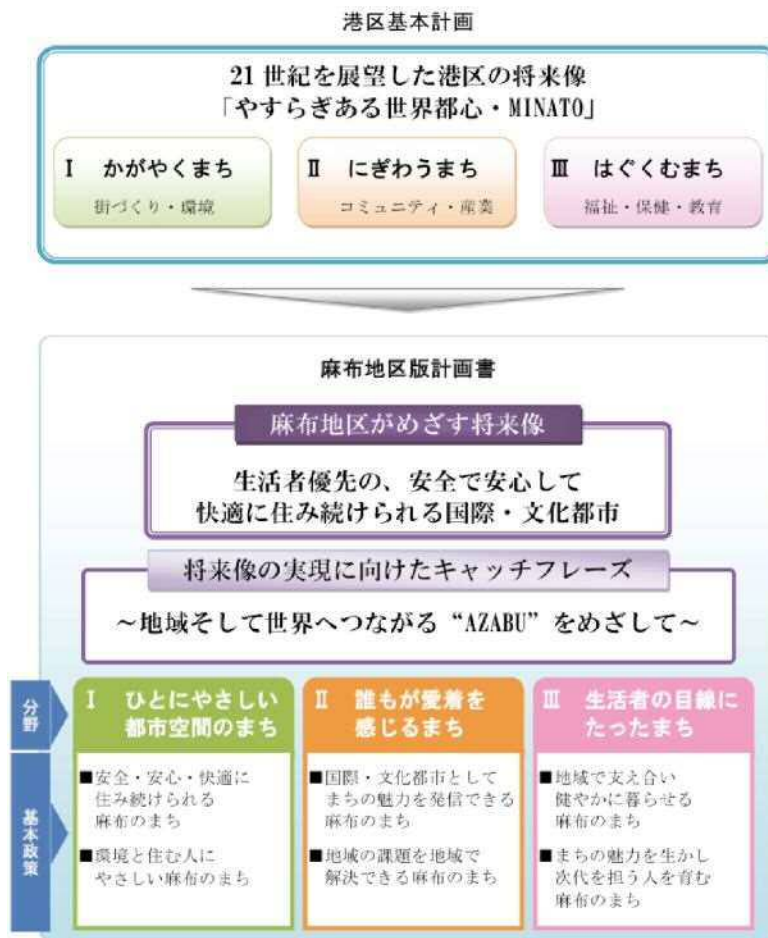 港区基本計画
21世紀を展望した港区の将来像
「やすらぎある世界都心・MINATO」
Ⅰ かがやくまち
街づくり・環境
Ⅱ にぎわうまち
コミュニティ・産業
Ⅲ はぐくむまち
福祉・保健・教育
麻布地区版計画書
麻布地区がめざす将来像
生活者優先の、安全で安心して
快適に住み続けられる国際・文化都市
将来像の実現に向けたキャッチフレーズ
～地域そして世界へつながる“AZABU”をめざして～
分野
Ⅰ ひとにやさしい
都市空間のまち
Ⅱ 誰もが愛着を
感じるまち
Ⅲ 生活者の目線に
たったまち
基本政策
■安全・安心・快適に
住み続けられる
麻布のまち
■環境と住む人に
やさしい麻布のまち
■国際・文化都市として
まちの魅力を発信できる
麻布のまち
■地域の課題を地域で
解決できる麻布のまち
■地域で支え合い
健やかに暮らせる
麻布のまち
■まちの魅力を生かし
次代を担う人を育む
麻布のまち